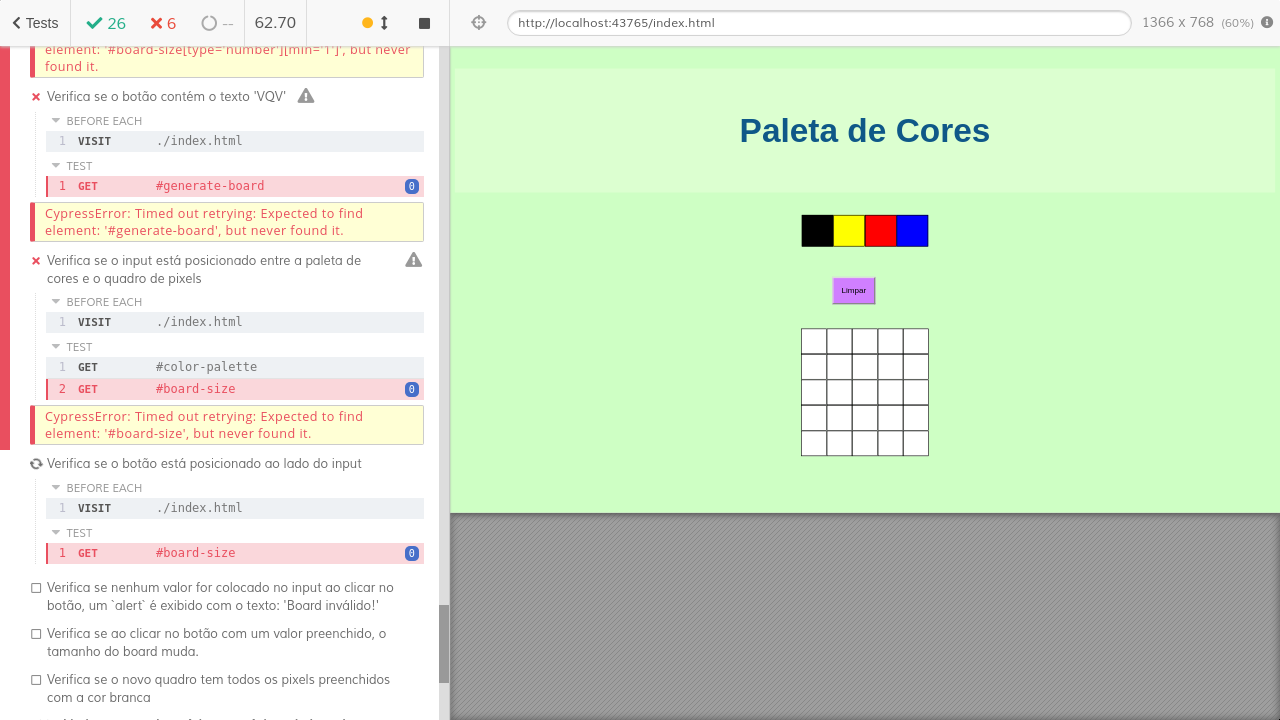 Tests 26 6 -- 62.70 http://localhost:43765/index.html 1366 x 768 (60%)
element: '#board-size[type='number'][min='1']', but never
found it.
Verifica se o botão contém o texto 'VQV'
BEFORE EACH
1 VISIT ./index.html
TEST
1 GET #generate-board 0
CypressError: Timed out retrying: Expected to find
element: '#generate-board', but never found it.
Verifica se o input está posicionado entre a paleta de
cores e o quadro de pixels
BEFORE EACH
1 VISIT ./index.html
TEST
1 GET #color-palette
2 GET #board-size 0
CypressError: Timed out retrying: Expected to find
element: '#board-size', but never found it.
Verifica se o botão está posicionado ao lado do input
BEFORE EACH
1 VISIT ./index.html
TEST
1 GET #board-size 0
Verifica se nenhum valor for colocado no input ao clicar no
botão, um `alert` é exibido com o texto: 'Board inválido!'
Verifica se ao clicar no botão com um valor preenchido, o
tamanho do board muda.
Verifica se o novo quadro tem todos os pixels preenchidos
com a cor branca
Paleta de Cores
Limpar